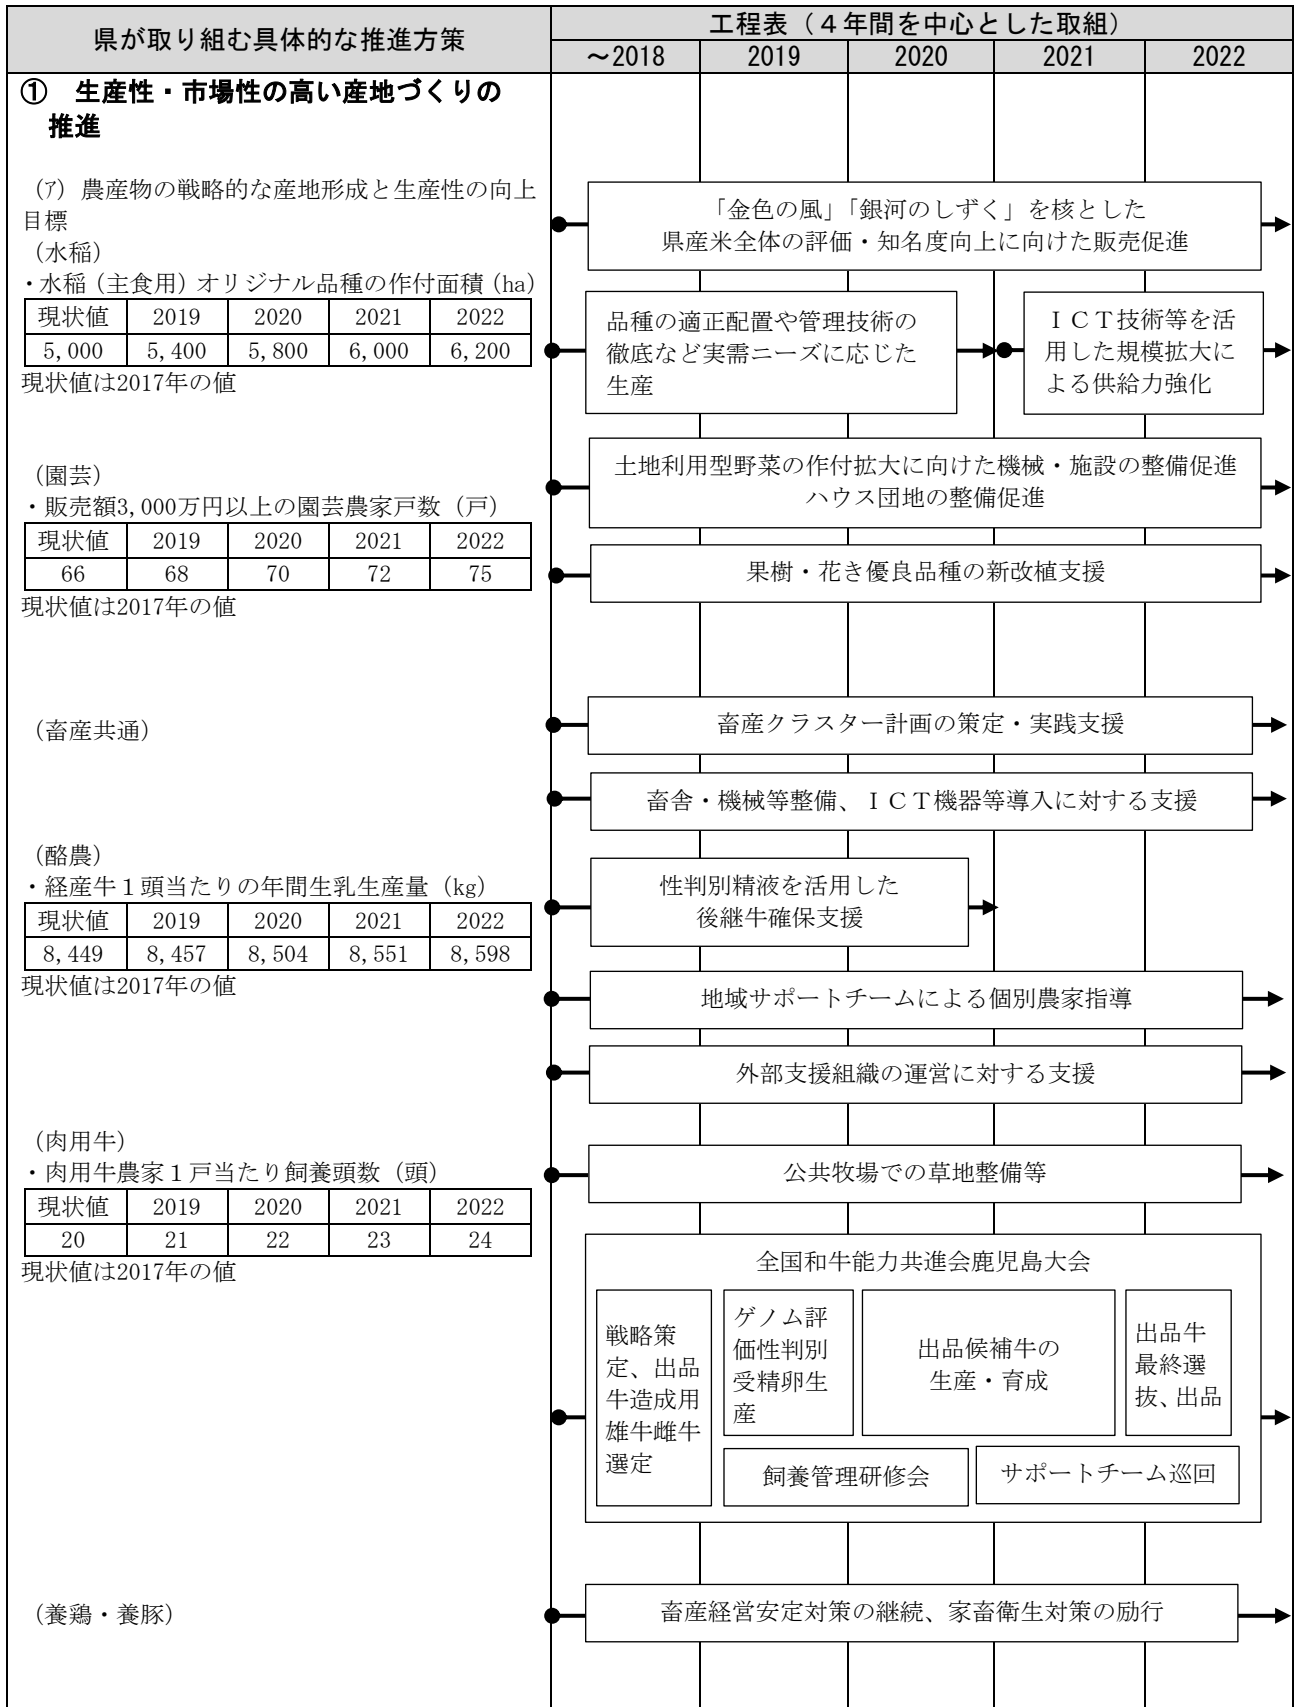 県が取り組む具体的な推進方策
工程表（４年間を中心とした取組）
～2018 2019 2020 2021 2022
① 生産性・市場性の高い産地づくりの
推進
(ｱ) 農産物の戦略的な産地形成と生産性の向上
目標
（水稲）
・水稲（主食用）オリジナル品種の作付面積（ha）
現状値 2019 2020 2021 2022
5,000 5,400 5,800 6,000 6,200
現状値は2017年の値
「金色の風」「銀河のしずく」を核とした
県産米全体の評価・知名度向上に向けた販売促進
品種の適正配置や管理技術の
徹底など実需ニーズに応じた
生産
ＩＣＴ技術等を活
用した規模拡大に
よる供給力強化
（園芸）
・販売額3,000万円以上の園芸農家戸数（戸）
現状値 2019 2020 2021 2022
66 68 70 72 75
現状値は2017年の値
土地利用型野菜の作付拡大に向けた機械・施設の整備促進
ハウス団地の整備促進
果樹・花き優良品種の新改植支援
（畜産共通）
畜産クラスター計画の策定・実践支援
畜舎・機械等整備、ＩＣＴ機器等導入に対する支援
（酪農）
・経産牛１頭当たりの年間生乳生産量（kg）
現状値 2019 2020 2021 2022
8,449 8,457 8,504 8,551 8,598
現状値は2017年の値
性判別精液を活用した
後継牛確保支援
地域サポートチームによる個別農家指導
外部支援組織の運営に対する支援
（肉用牛）
・肉用牛農家１戸当たり飼養頭数（頭）
現状値 2019 2020 2021 2022
20 21 22 23 24
現状値は2017年の値
公共牧場での草地整備等
全国和牛能力共進会鹿児島大会
戦略策
定、出品
牛造成用
雄牛雌牛
選定
ゲノム評
価性判別
受精卵生
産
出品候補牛の
生産・育成
出品牛
最終選
抜、出品
飼養管理研修会
サポートチーム巡回
（養鶏・養豚）
畜産経営安定対策の継続、家畜衛生対策の励行